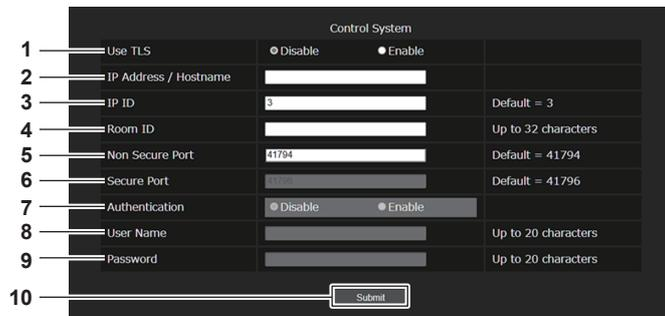 Control System
1 Use TLS Disable Enable
2 IP Address / Hostname
3 IP ID 3 Default = 3
4 Room ID Up to 32 characters
5 Non Secure Port 41794 Default = 41794
6 Secure Port 41796 Default = 41796
7 Authentication Disable Enable
8 User Name Up to 20 characters
9 Password Up to 20 characters
10 Submit